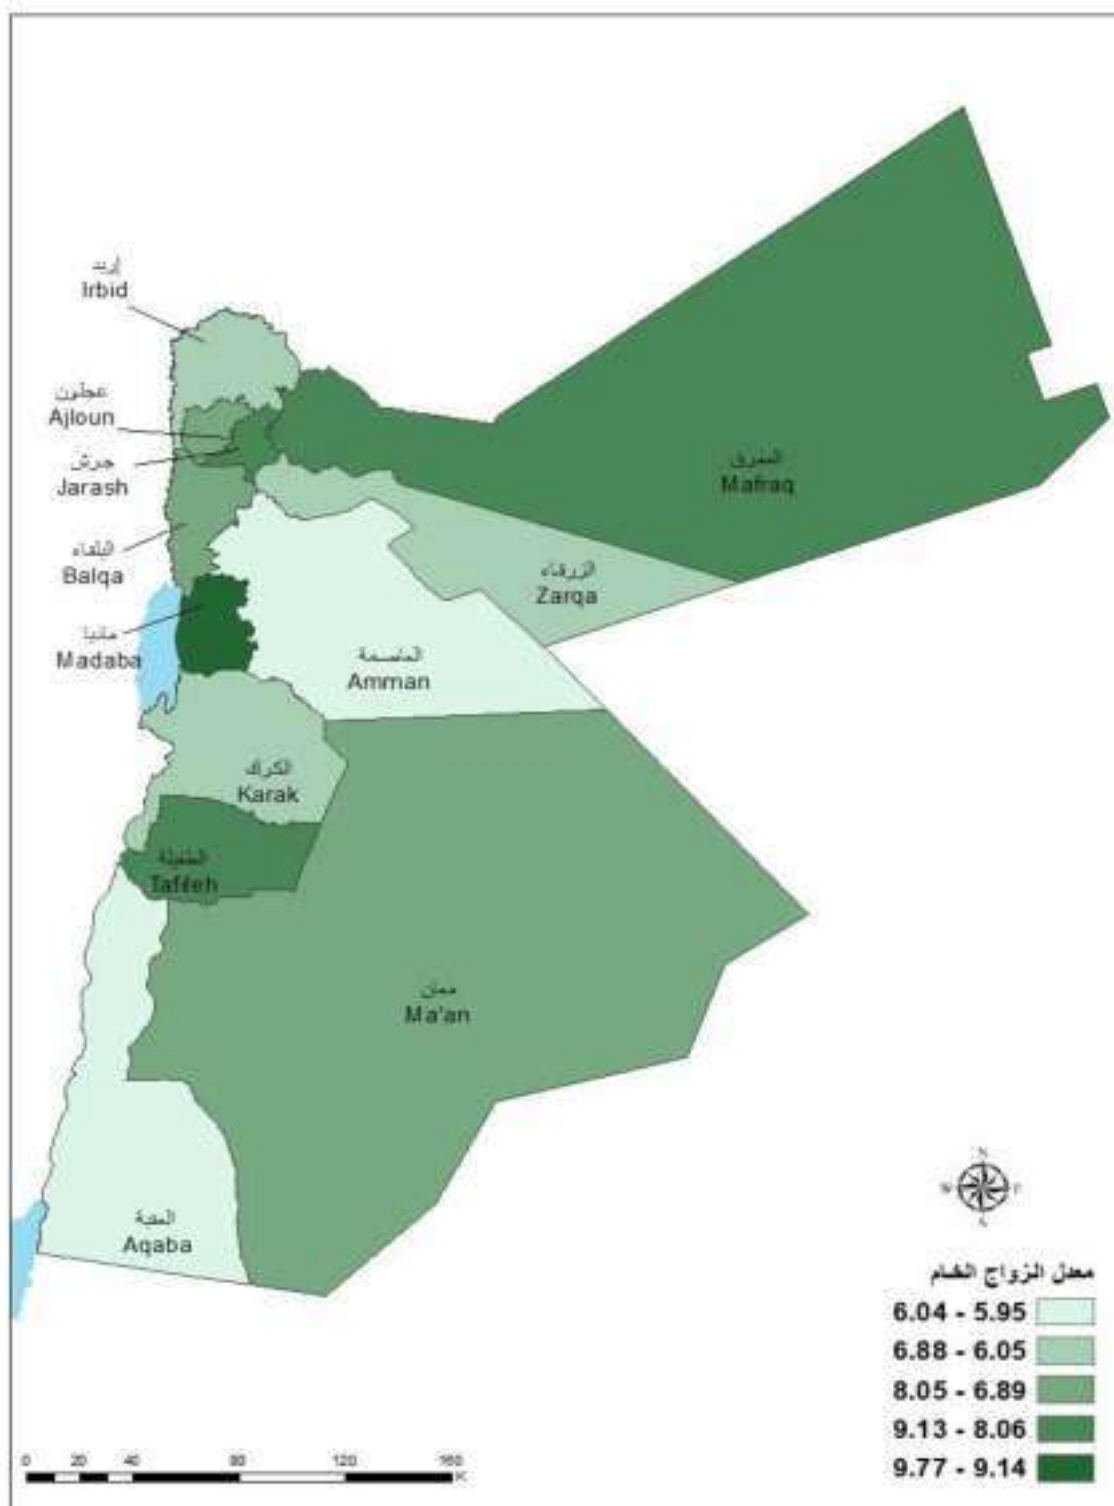 أربد
Irbid
عجلون
Ajloun
جرش
Jarash
البلقاء
Balqa
مادبا
Madaba
المفرق
Mafraq
الزرقاء
Zarqa
العاصمة
Amman
الكرك
Karak
الطفيلة
Tafileh
معان
Ma'an
العقبة
Aqaba
N
W
معدل الزواج الخام
6.04 - 5.95
6.88 - 6.05
8.05 - 6.89
9.13 - 8.06
9.77 - 9.14
0 20 40 80 120 160
K